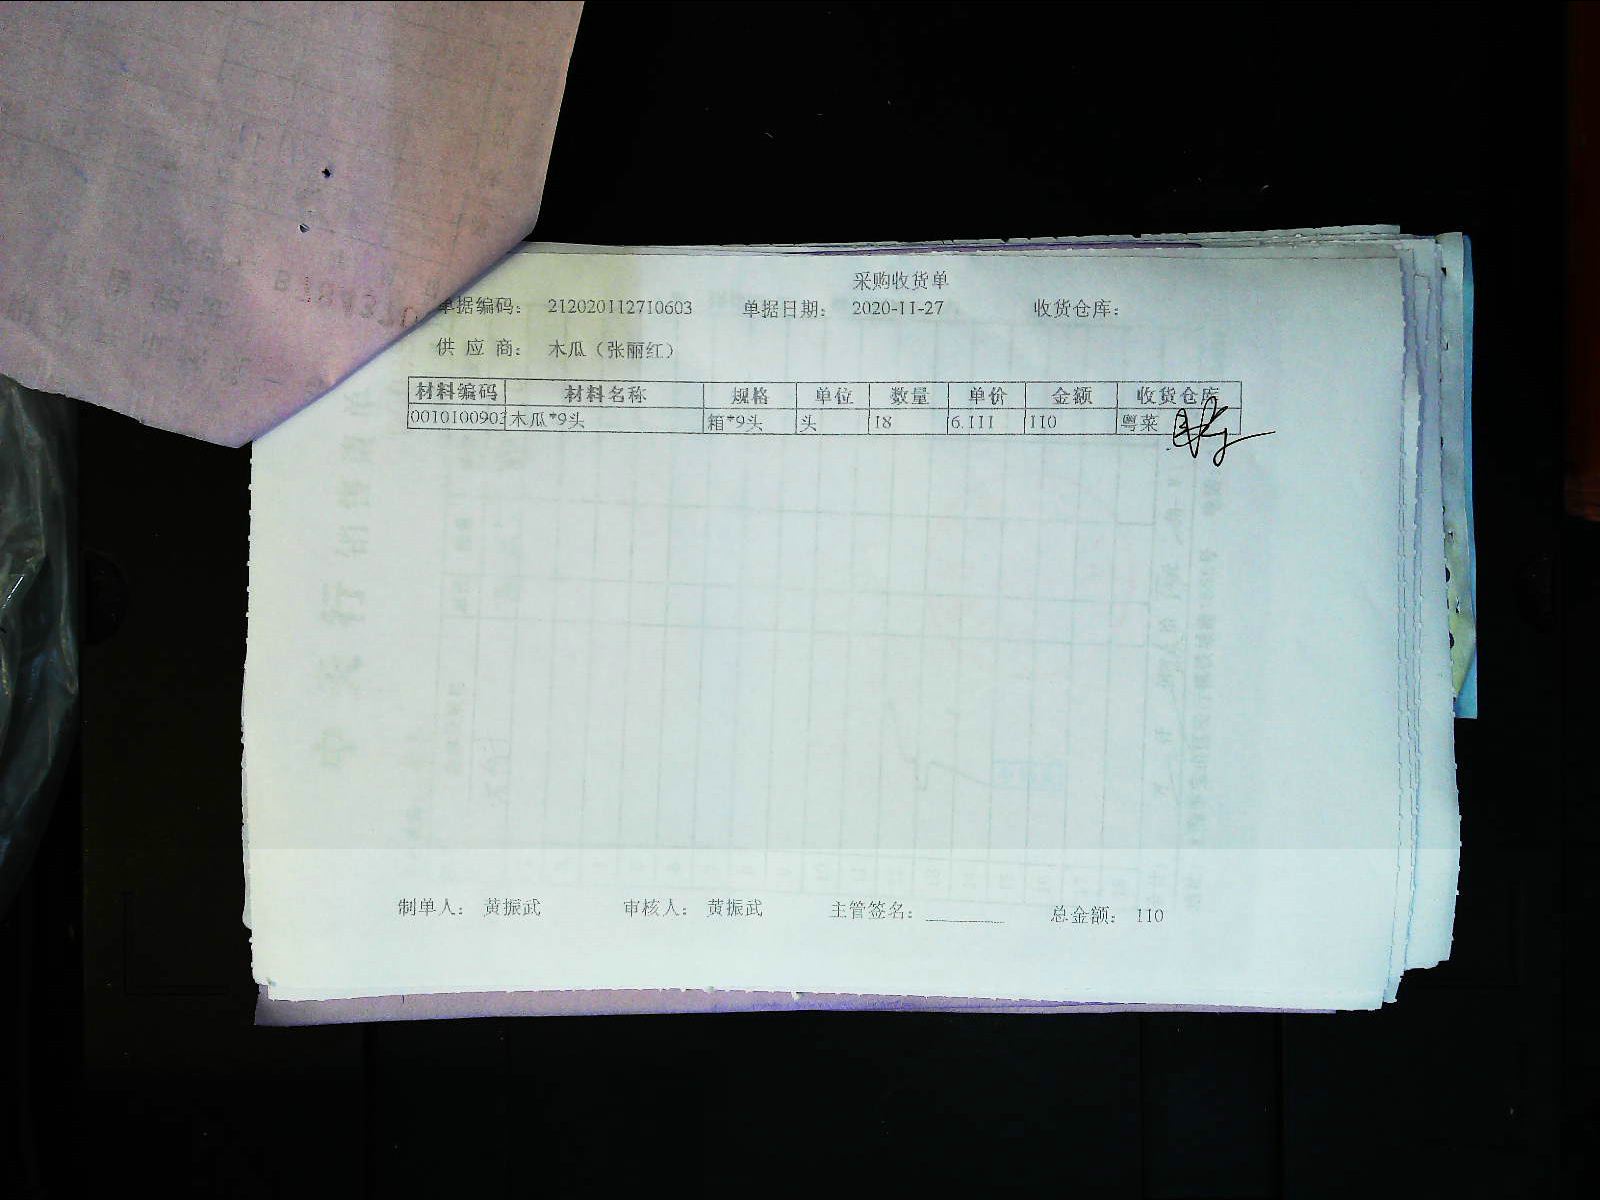 采购收货单
单据编码： 212020112710603 单据日期： 2020-11-27 收货仓库：
供 应 商： 木瓜（张丽红）
材料编码 材料名称 规格 单位 数量 单价 金额 收货仓库
0010100903 木瓜*9头 箱*9头 头 18 6.111 110 粤菜
制单人： 黄振武 审核人： 黄振武 主管签名： 总金额： 110